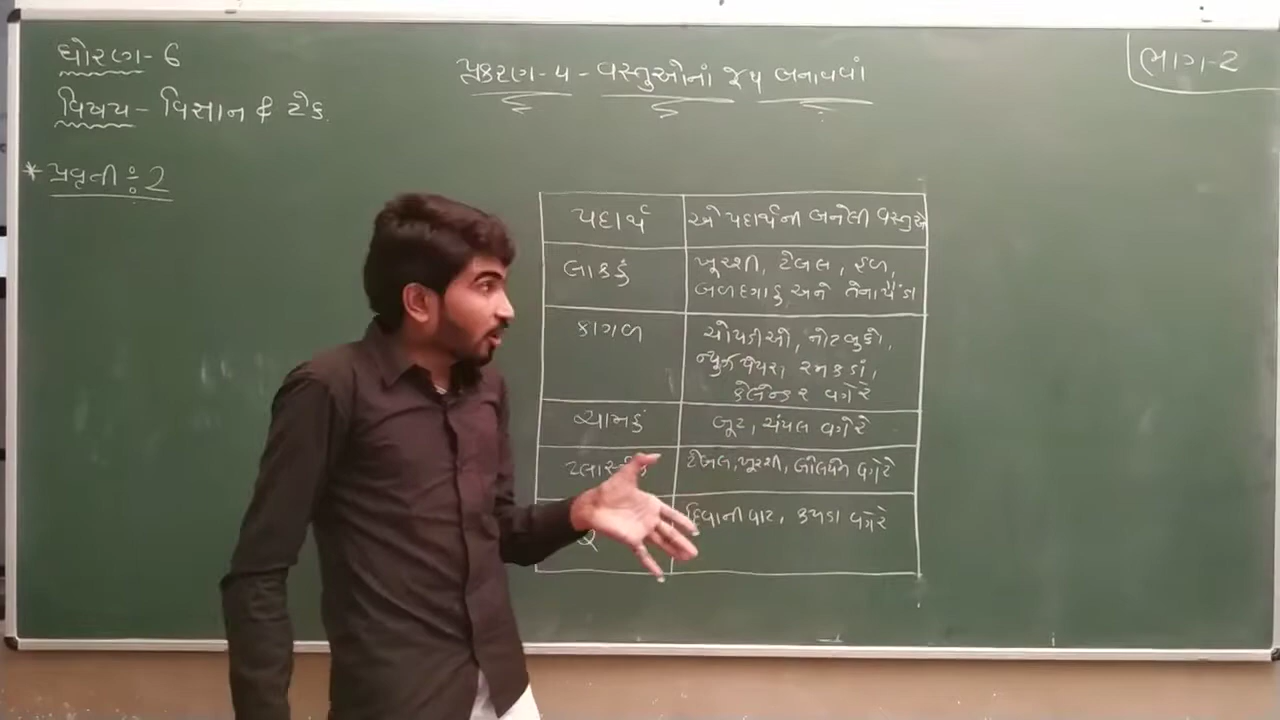 ધોરણ-6
વિષય - વિજ્ઞાન & ટેક.
પ્રકરણ-4 - વસ્તુઓનાં જૂથ બનાવવાં
ભાગ-2
* પ્રવૃત્તી : 2
પદાર્થ
એ પદાર્થની બનેલી વસ્તુએ
લાકડું
ખુરશી, ટેબલ, હળ,
બળદગાડુ અને તેના પૈંડા
કાગળ
ચોપડીઓ, નોટબુકો,
ન્યુઝપેપર, રમકડાં,
કેલેન્ડર વગેરે
ચામડું
બૂટ, ચંપલ વગેરે
ટેબલ, ખુરશી, બોલપેન વગેરે
દિવાની વાટ, કપડા વગેરે